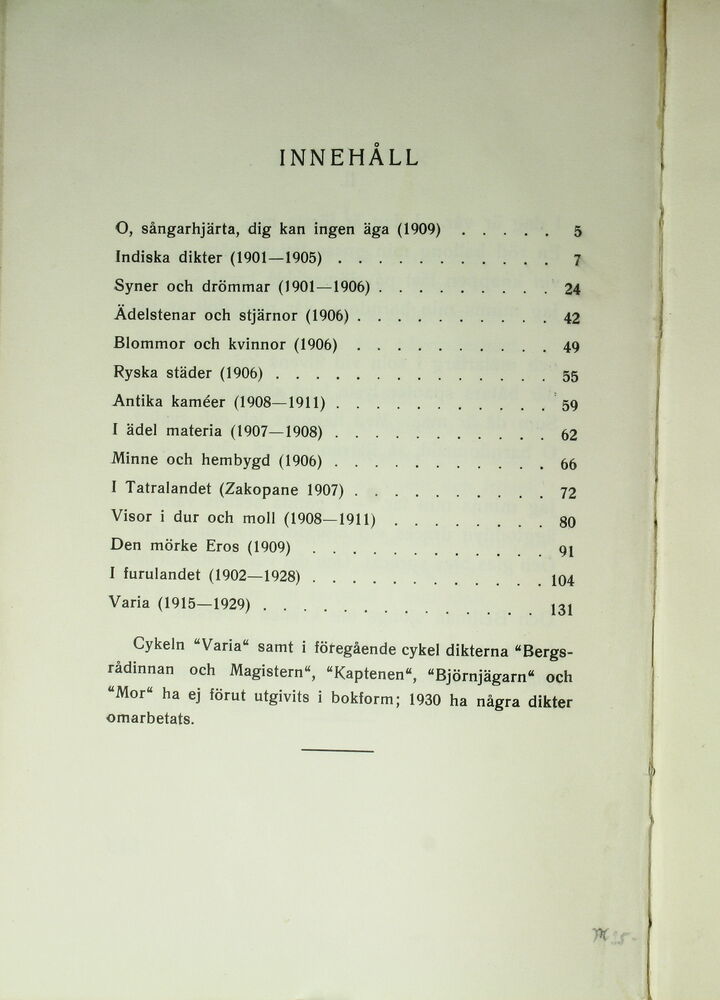 INNEHÅLL
O, sångarhjärta, dig kan ingen äga (1909) . . . . . 5
Indiska dikter (1901—1905) . . . . . . . . . . . 7
Syner och drömmar (1901—1906) . . . . . . . . . 24
Ädelstenar och stjärnor (1906) . . . . . . . . . . 42
Blommor och kvinnor (1906) . . . . . . . . . 49
Ryska städer (1906) . . . . . . . . . . . . . . 55
Antika kaméer (1908—1911) . . . . . . . . . . . 59
I ädel materia (1907—1908) . . . . . . . . . . . 62
Minne och hembygd (1906) . . . . . . . . . . . 66
I Tatralandet (Zakopane 1907) . . . . . . . . . . 72
Visor i dur och moll (1908—1911) . . . . . . . . 80
Den mörke Eros (1909) . . . . . . . . . . . . 91
I furulandet (1902—1928) . . . . . . . . . . . . 104
Varia (1915—1929) . . . . . . . . . . . . . . 131
Cykeln “Varia“ samt i föregående cykel dikterna “Bergs-
rådinnan och Magistern“, “Kaptenen“, “Björnjägarn“ och
“Mor“ ha ej förut utgivits i bokform; 1930 ha några dikter
omarbetats.